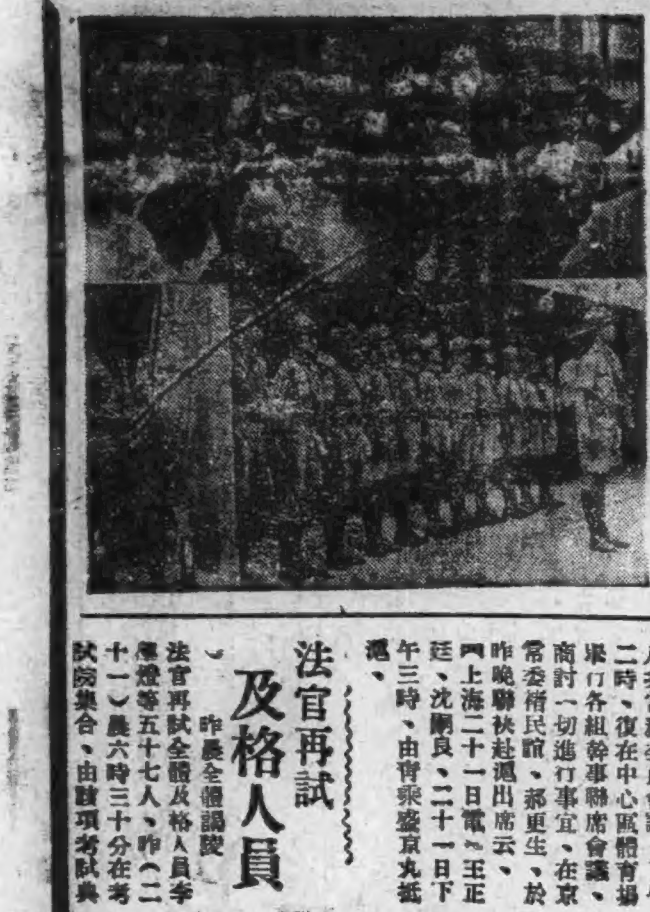 二時、復在中心區體育場
舉行各組幹事聯席會議、
商討一切進行事宜、在京
常委褚民誼、郝更生、於
昨晚聯袂赴滬出席云、
上海二十一日電 王正
廷、沈嗣良、二十一日下
午三時、由青乘盛京丸抵
滬、
法官再試
及格人員
昨晨全體謁陵
法官再試全體及格人員李
燈等五十七人、昨（二
十一）晨六時三十分在考
試院集合、由該項考試典